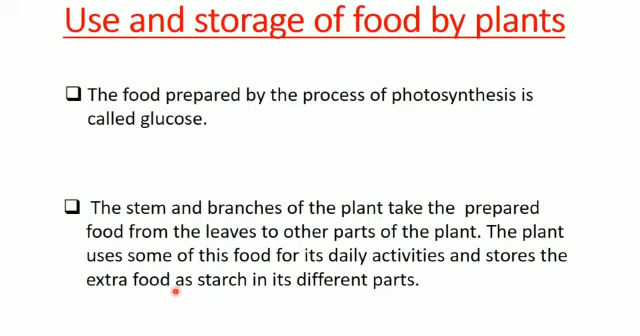 Use and storage of food by plants
The food prepared by the process of photosynthesis is
called glucose.
The stem and branches of the plant take the prepared
food from the leaves to other parts of the plant. The plant
uses some of this food for its daily activities and stores the
extra food as starch in its different parts.